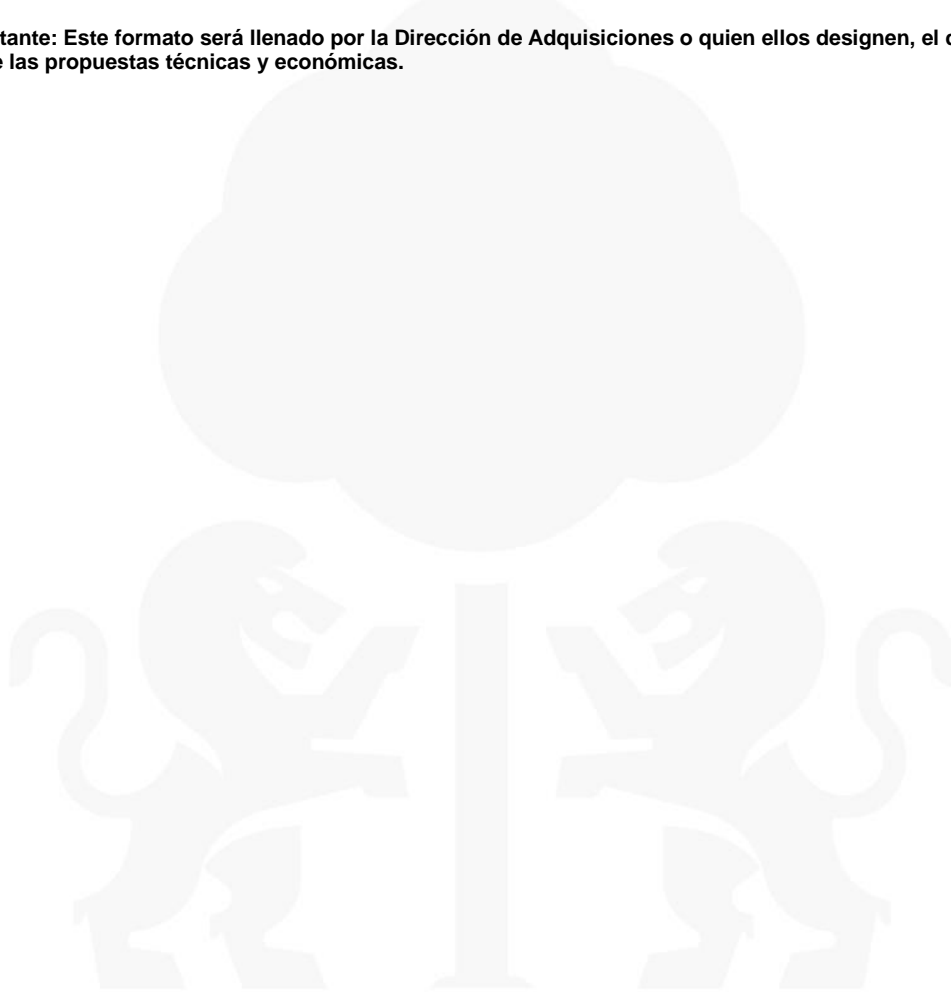 tante: Este formato será llenado por la Dirección de Adquisiciones o quien ellos designen, el
e las propuestas técnicas y económicas.